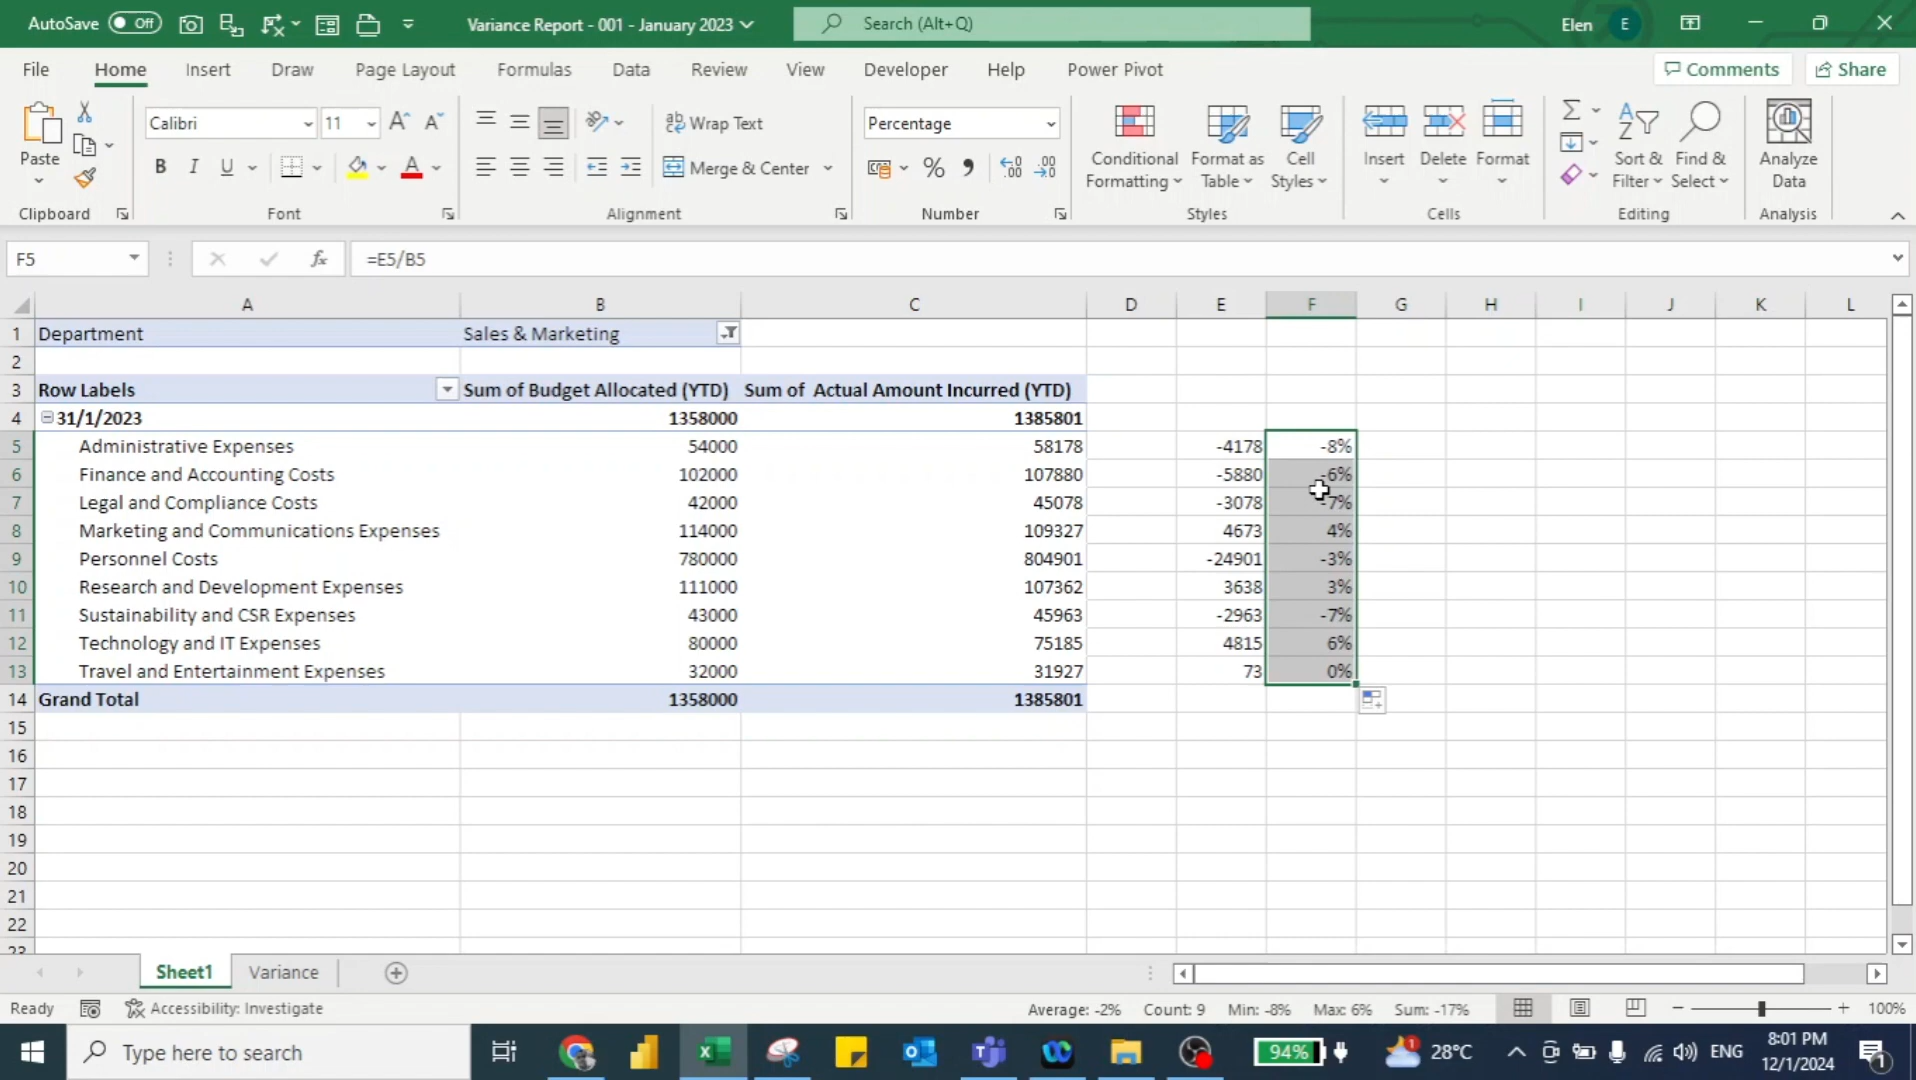 AutoSave Off Variance Report - 001 - January 2023 Search (Alt+Q) Elen E
File Home Insert Draw Page Layout Formulas Data Review View Developer Help Power Pivot Comments Share
Calibri 11 Wrap Text Percentage
Paste B I U Merge & Center % Conditional Formatting Format as Table Cell Styles Insert Delete Format Sort & Filter Find & Select Analyze Data
Clipboard Font Alignment Number Styles Cells Editing Analysis
F5 fx =E5/B5
A B C D E F G H I J K L
1 Department Sales & Marketing
2
3 Row Labels Sum of Budget Allocated (YTD) Sum of Actual Amount Incurred (YTD)
4 31/1/2023 1358000 1385801
5 Administrative Expenses 54000 58178 -4178 -8%
6 Finance and Accounting Costs 102000 107880 -5880 -6%
7 Legal and Compliance Costs 42000 45078 -3078 -7%
8 Marketing and Communications Expenses 114000 109327 4673 4%
9 Personnel Costs 780000 804901 -24901 -3%
10 Research and Development Expenses 111000 107362 3638 3%
11 Sustainability and CSR Expenses 43000 45963 -2963 -7%
12 Technology and IT Expenses 80000 75185 4815 6%
13 Travel and Entertainment Expenses 32000 31927 73 0%
14 Grand Total 1358000 1385801
15
16
17
18
19
20
21
22
23
Sheet1 Variance
Ready Accessibility: Investigate Average: -2% Count: 9 Min: -8% Max: 6% Sum: -17% 100%
Type here to search 94% 1 28°C ENG 8:01 PM
12/1/2024 1